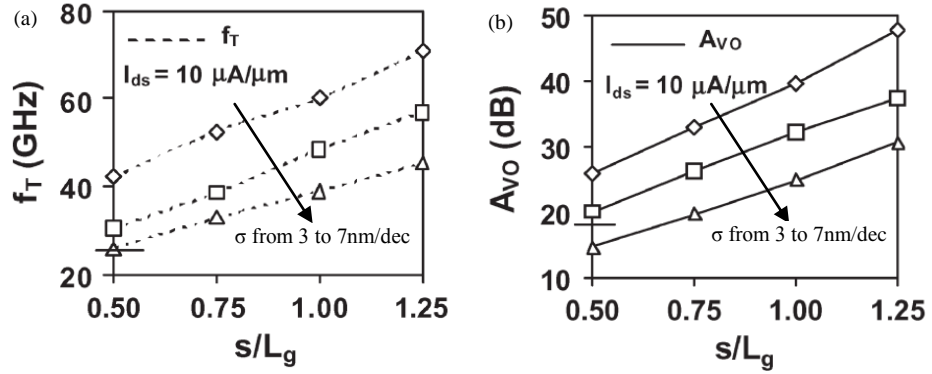 (a)
80
60
40
20
f_T (GHz)
f_T
I_ds = 10 μA/μm
σ from 3 to 7nm/dec
0.50 0.75 1.00 1.25
s/L_g
(b)
50
40
30
20
10
A_VO (dB)
A_VO
I_ds = 10 μA/μm
σ from 3 to 7nm/dec
0.50 0.75 1.00 1.25
s/L_g